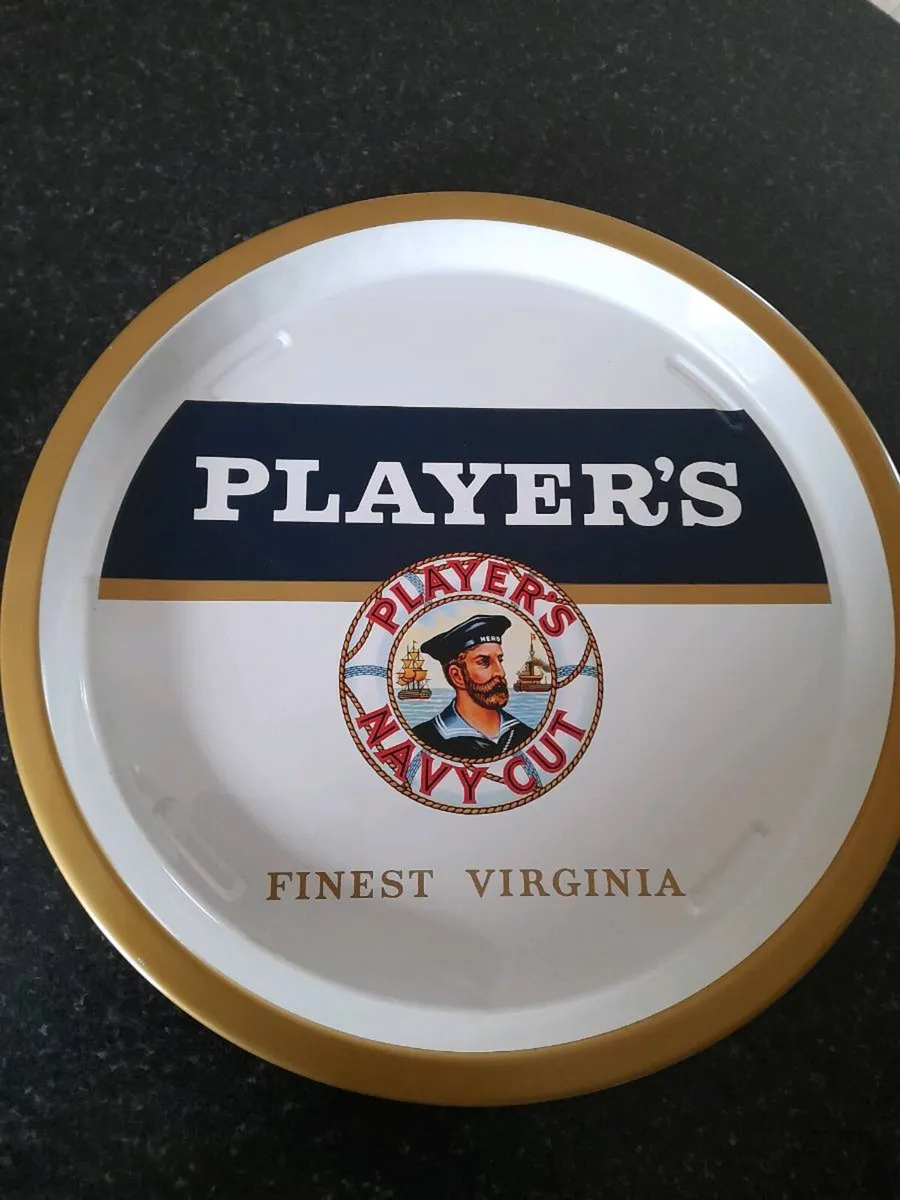 PLAYER'S
PLAYER'S
HERO
NAVY CUT
FINEST VIRGINIA